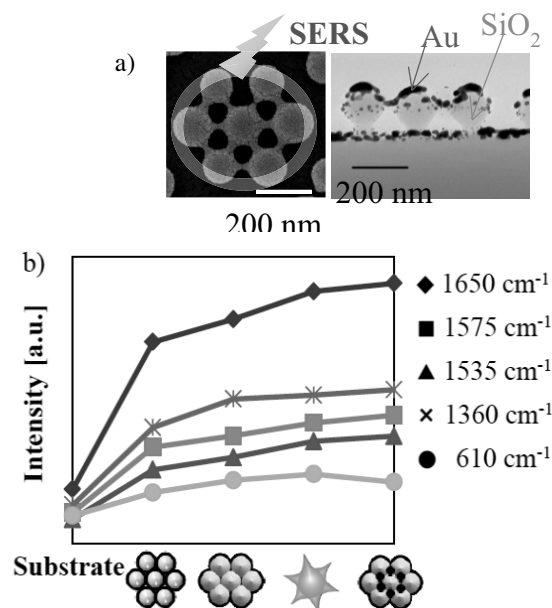 SERS
a)
Au
SiO₂
200 nm
200 nm
b)
Intensity [a.u.]
1650 cm⁻¹
1575 cm⁻¹
1535 cm⁻¹
1360 cm⁻¹
610 cm⁻¹
Substrate